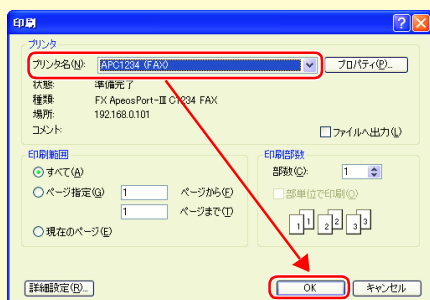 印刷
プリンタ
プリンタ名(N): APC1234 (FAX) プロパティ(P)...
状態: 準備完了
種類: FX ApeosPort-III C1234 FAX
場所: 192.168.0.101
コメント: ファイルへ出力(L)
印刷範囲
すべて(A)
ページ指定(G) 1 ページから(F)
1 ページまで(T)
現在のページ(E)
印刷部数
部数(C): 1
部単位で印刷(O)
1 1 2 2 3 3
詳細設定(R)... OK キャンセル